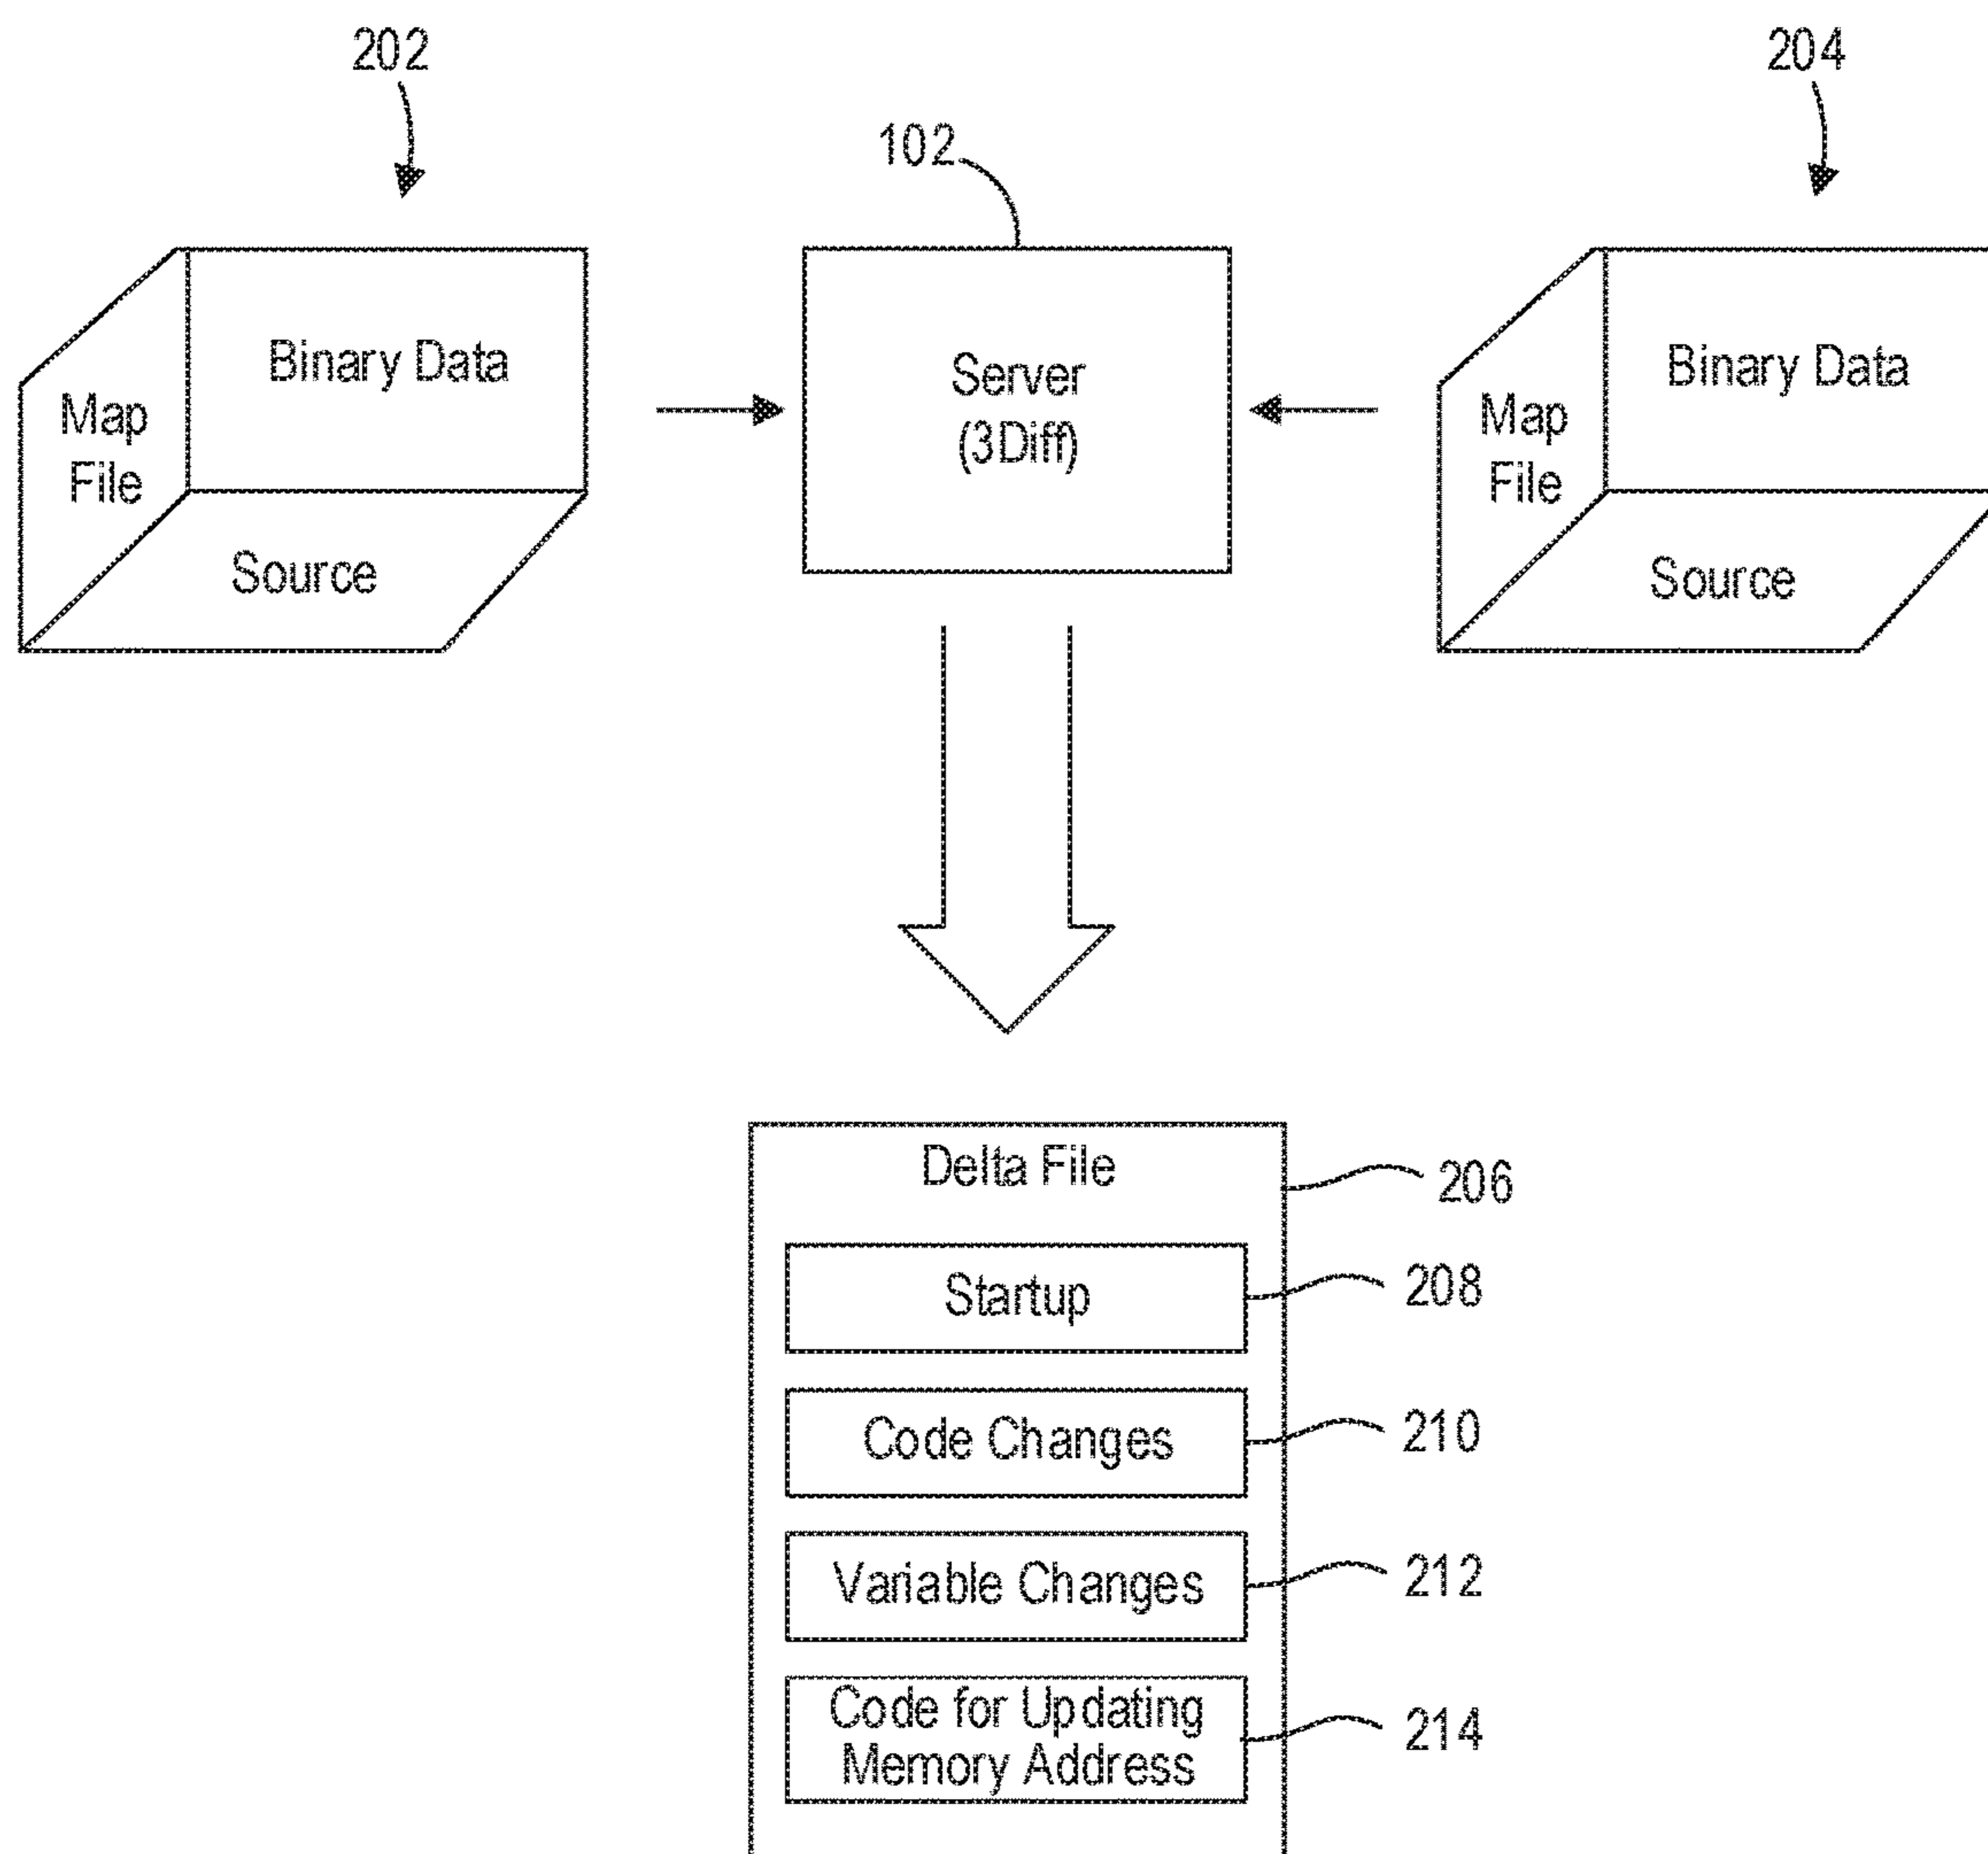 202
204
102
Binary Data
Map
File
Source
Server
(3Diff)
Binary Data
Map
File
Source
Delta File
206
Startup
208
Code Changes
210
Variable Changes
212
Code for Updating
Memory Address
214